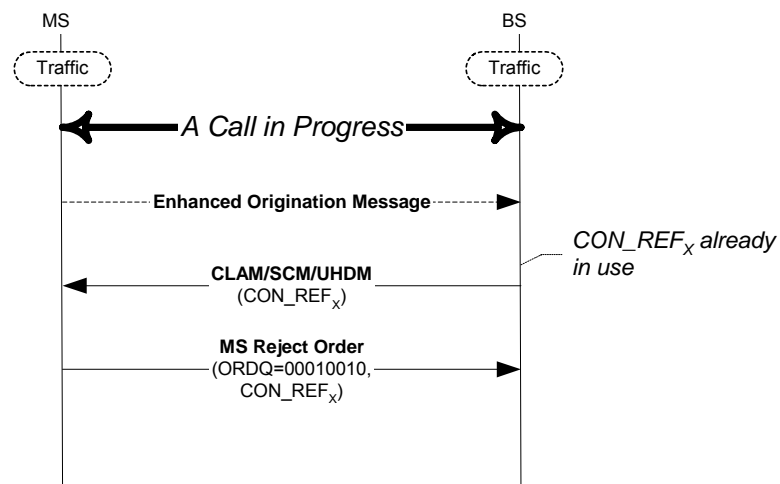 MS
BS
Traffic
Traffic
A Call in Progress
Enhanced Origination Message
CON_REFX already
in use
CLAM/SCM/UHDM
(CON_REFX)
MS Reject Order
(ORDQ=00010010,
CON_REFX)